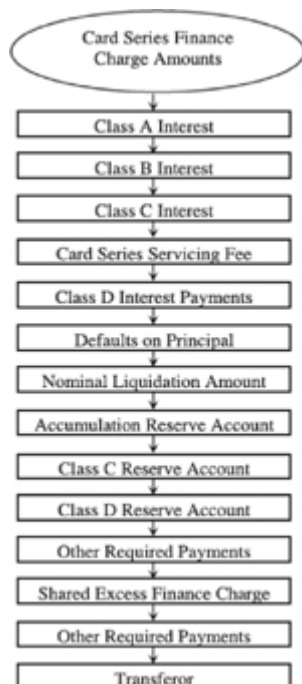 Card Series Finance
Charge Amounts
Class A Interest
Class B Interest
Class C Interest
Card Series Servicing Fee
Class D Interest Payments
Defaults on Principal
Nominal Liquidation Amount
Accumulation Reserve Account
Class C Reserve Account
Class D Reserve Account
Other Required Payments
Shared Excess Finance Charge
Other Required Payments
Transferor